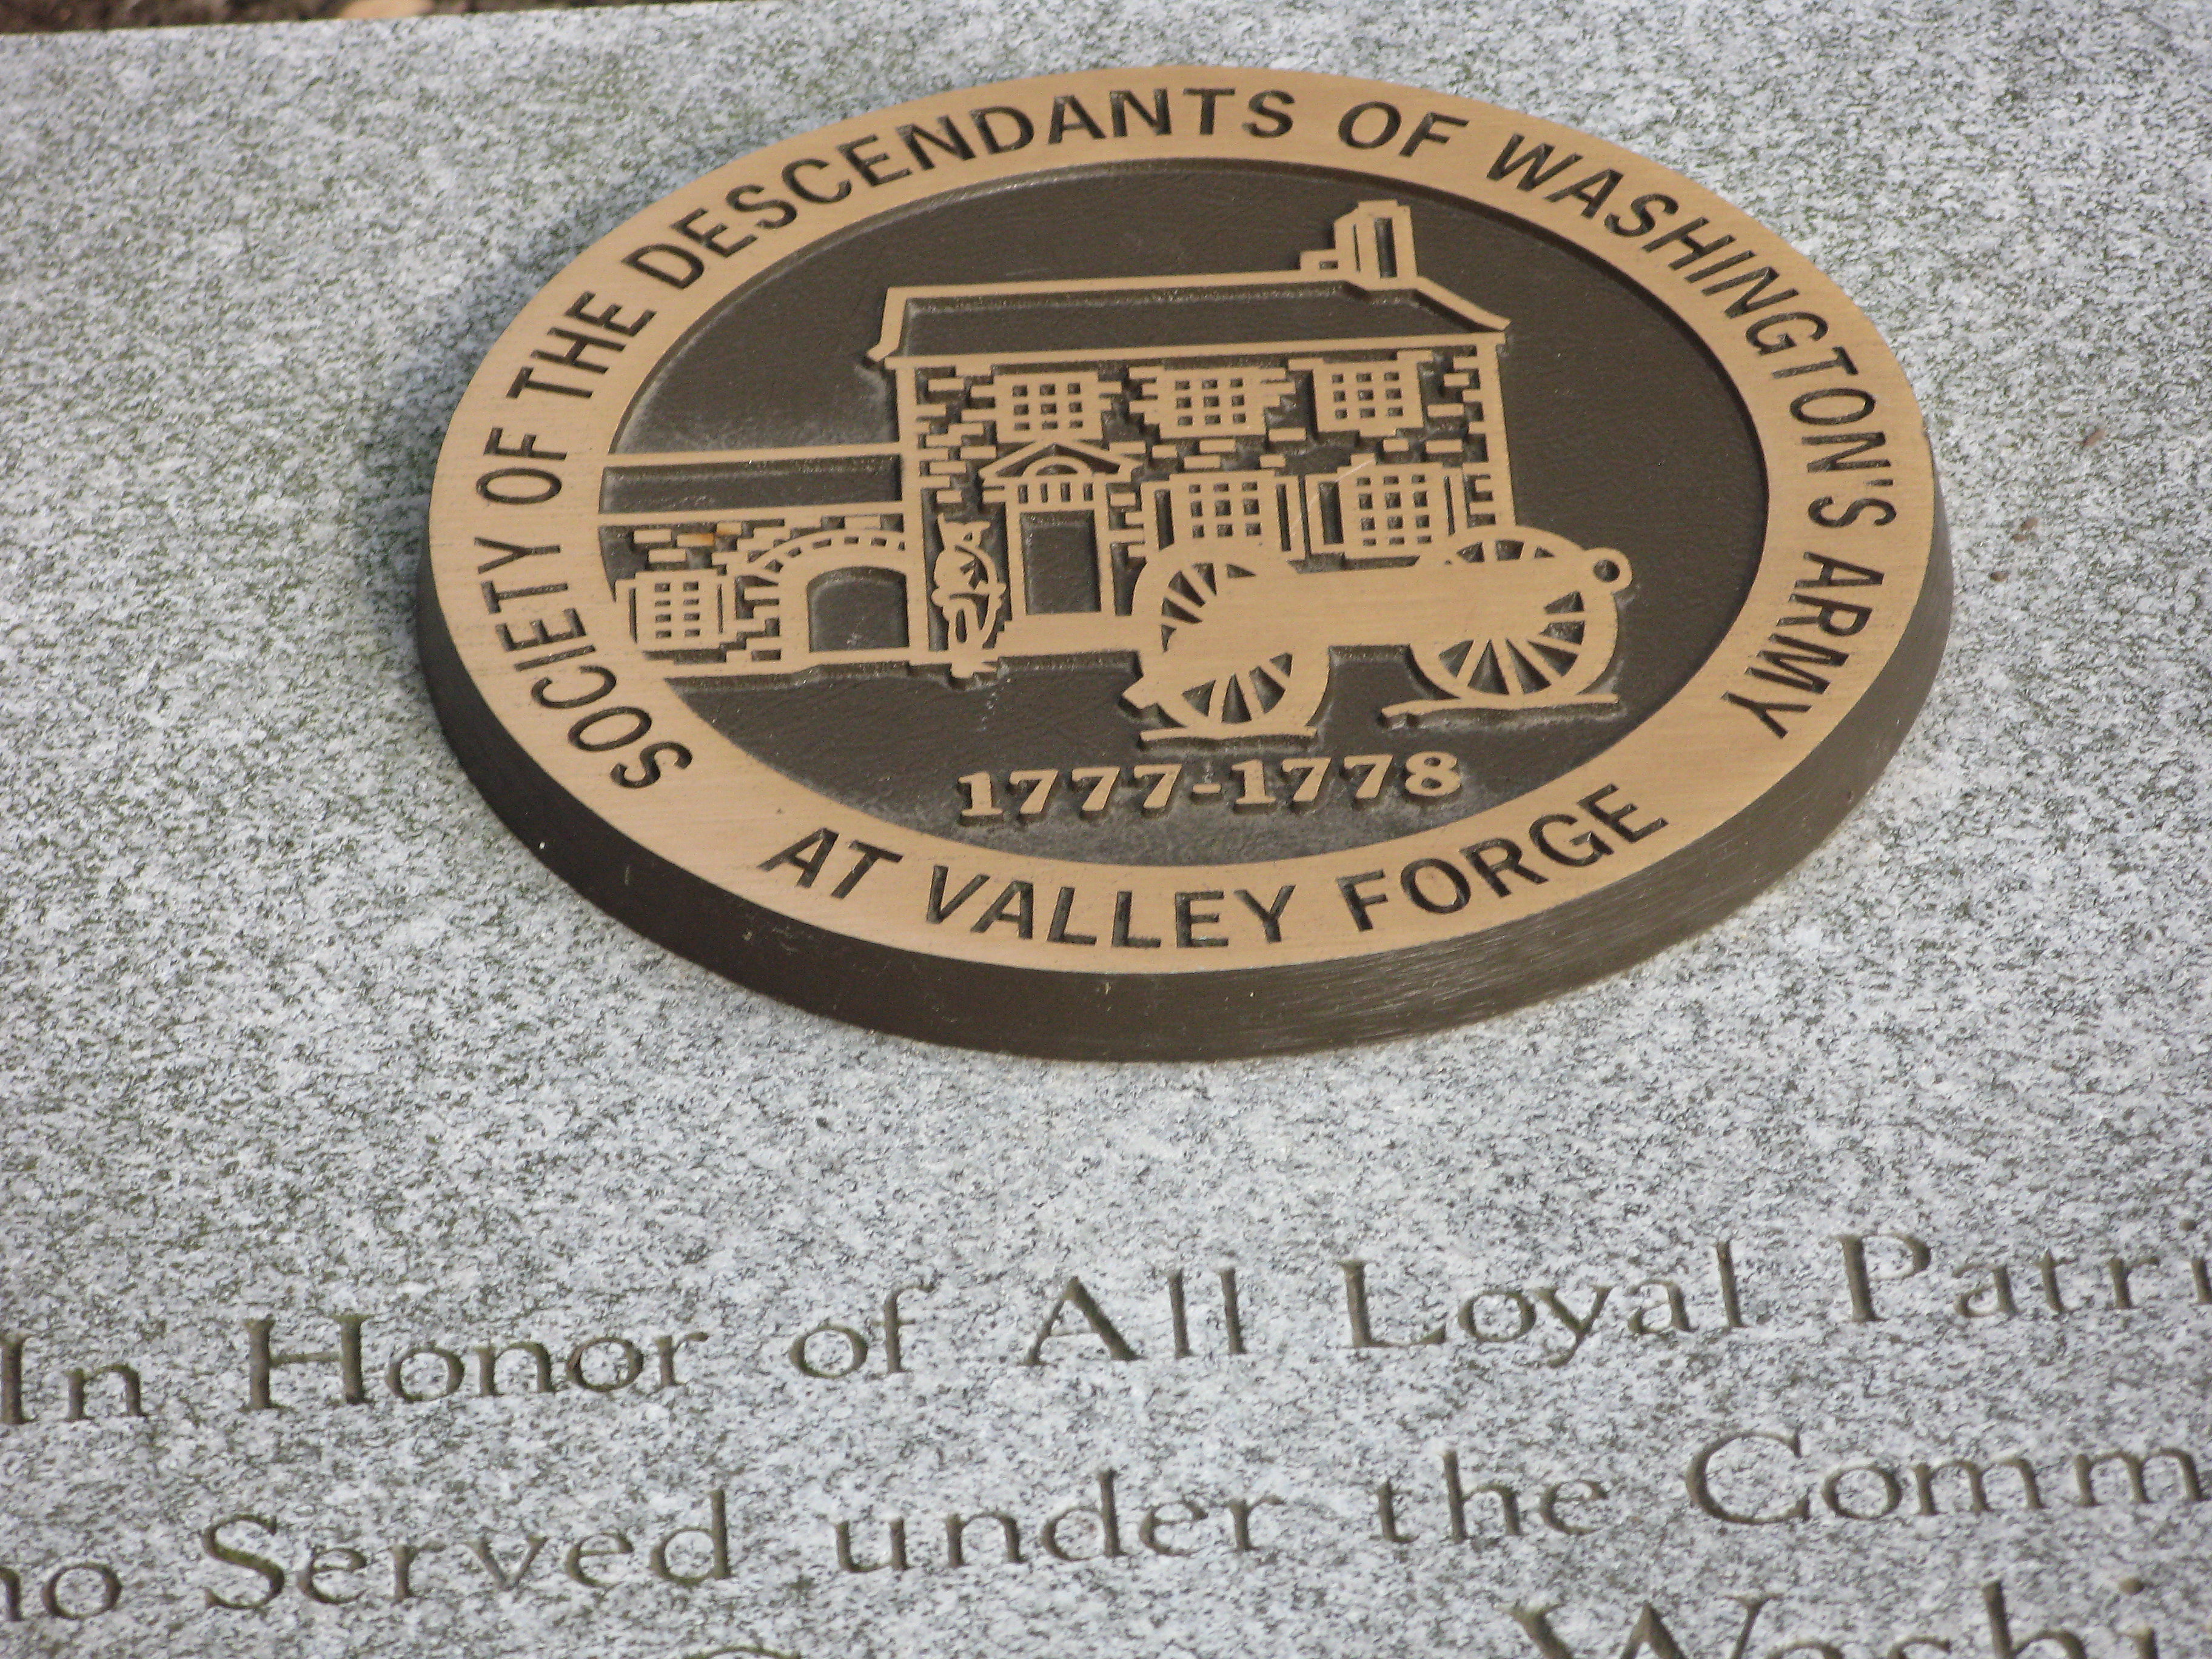 SOCIETY OF THE DESCENDANTS OF WASHINGTON'S ARMY
AT VALLEY FORGE
1777-1778
In Honor of All Loyal
Served under the